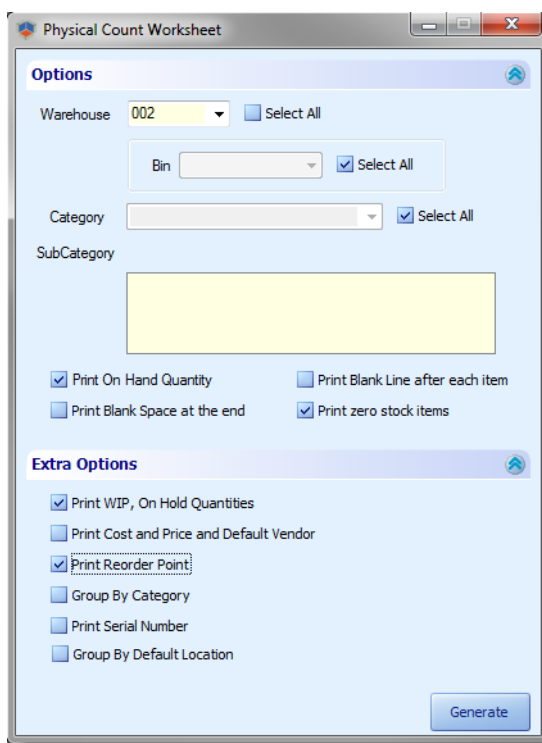 Physical Count Worksheet
Options
Warehouse 002 Select All
Bin Select All
Category Select All
SubCategory
Print On Hand Quantity Print Blank Line after each item
Print Blank Space at the end Print zero stock items
Extra Options
Print WIP, On Hold Quantities
Print Cost and Price and Default Vendor
Print Reorder Point
Group By Category
Print Serial Number
Group By Default Location
Generate